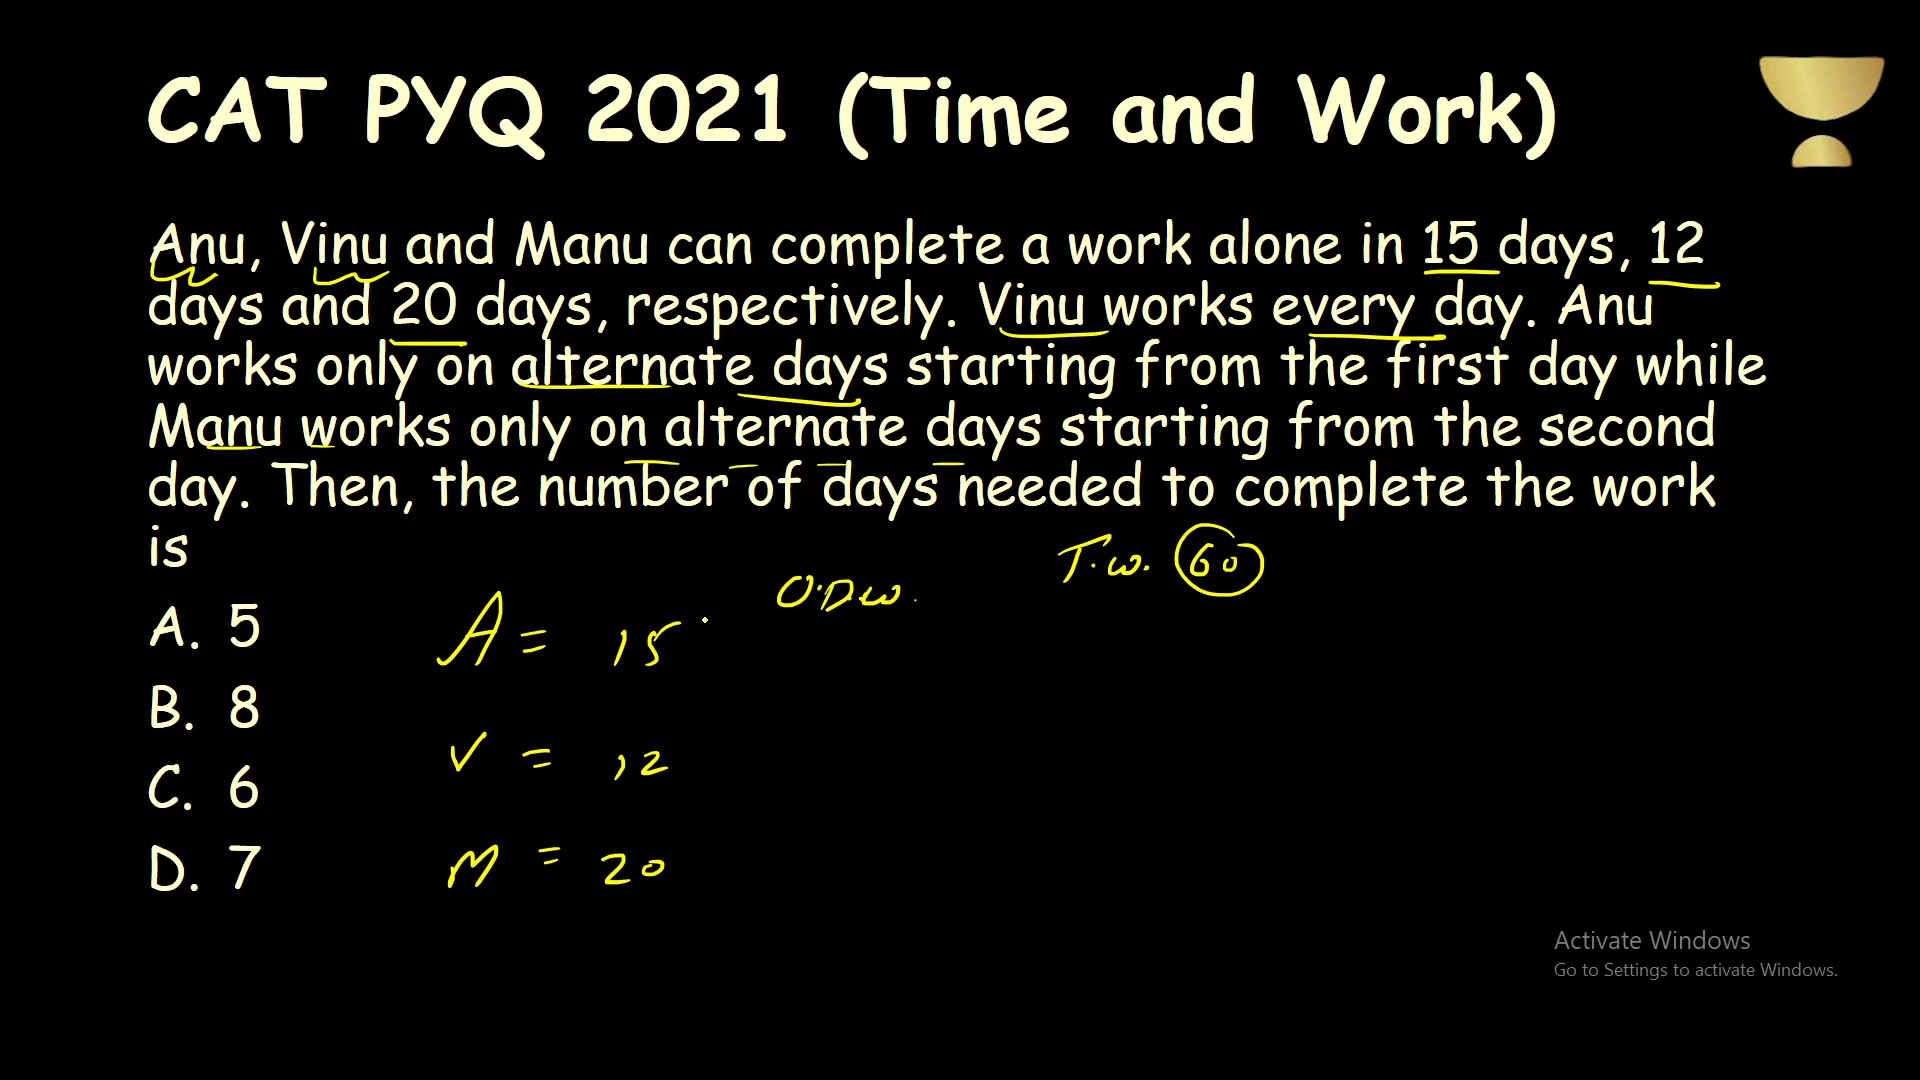 CAT PYQ 2021 (Time and Work)
Anu, Vinu and Manu can complete a work alone in 15 days, 12
days and 20 days, respectively. Vinu works every day. Anu
works only on alternate days starting from the first day while
Manu works only on alternate days starting from the second
day. Then, the number of days needed to complete the work
is
T.W. 60
O.D.W.
A. 5
A = 15
B. 8
V = 12
C. 6
D. 7
M = 20
Activate Windows
Go to Settings to activate Windows.